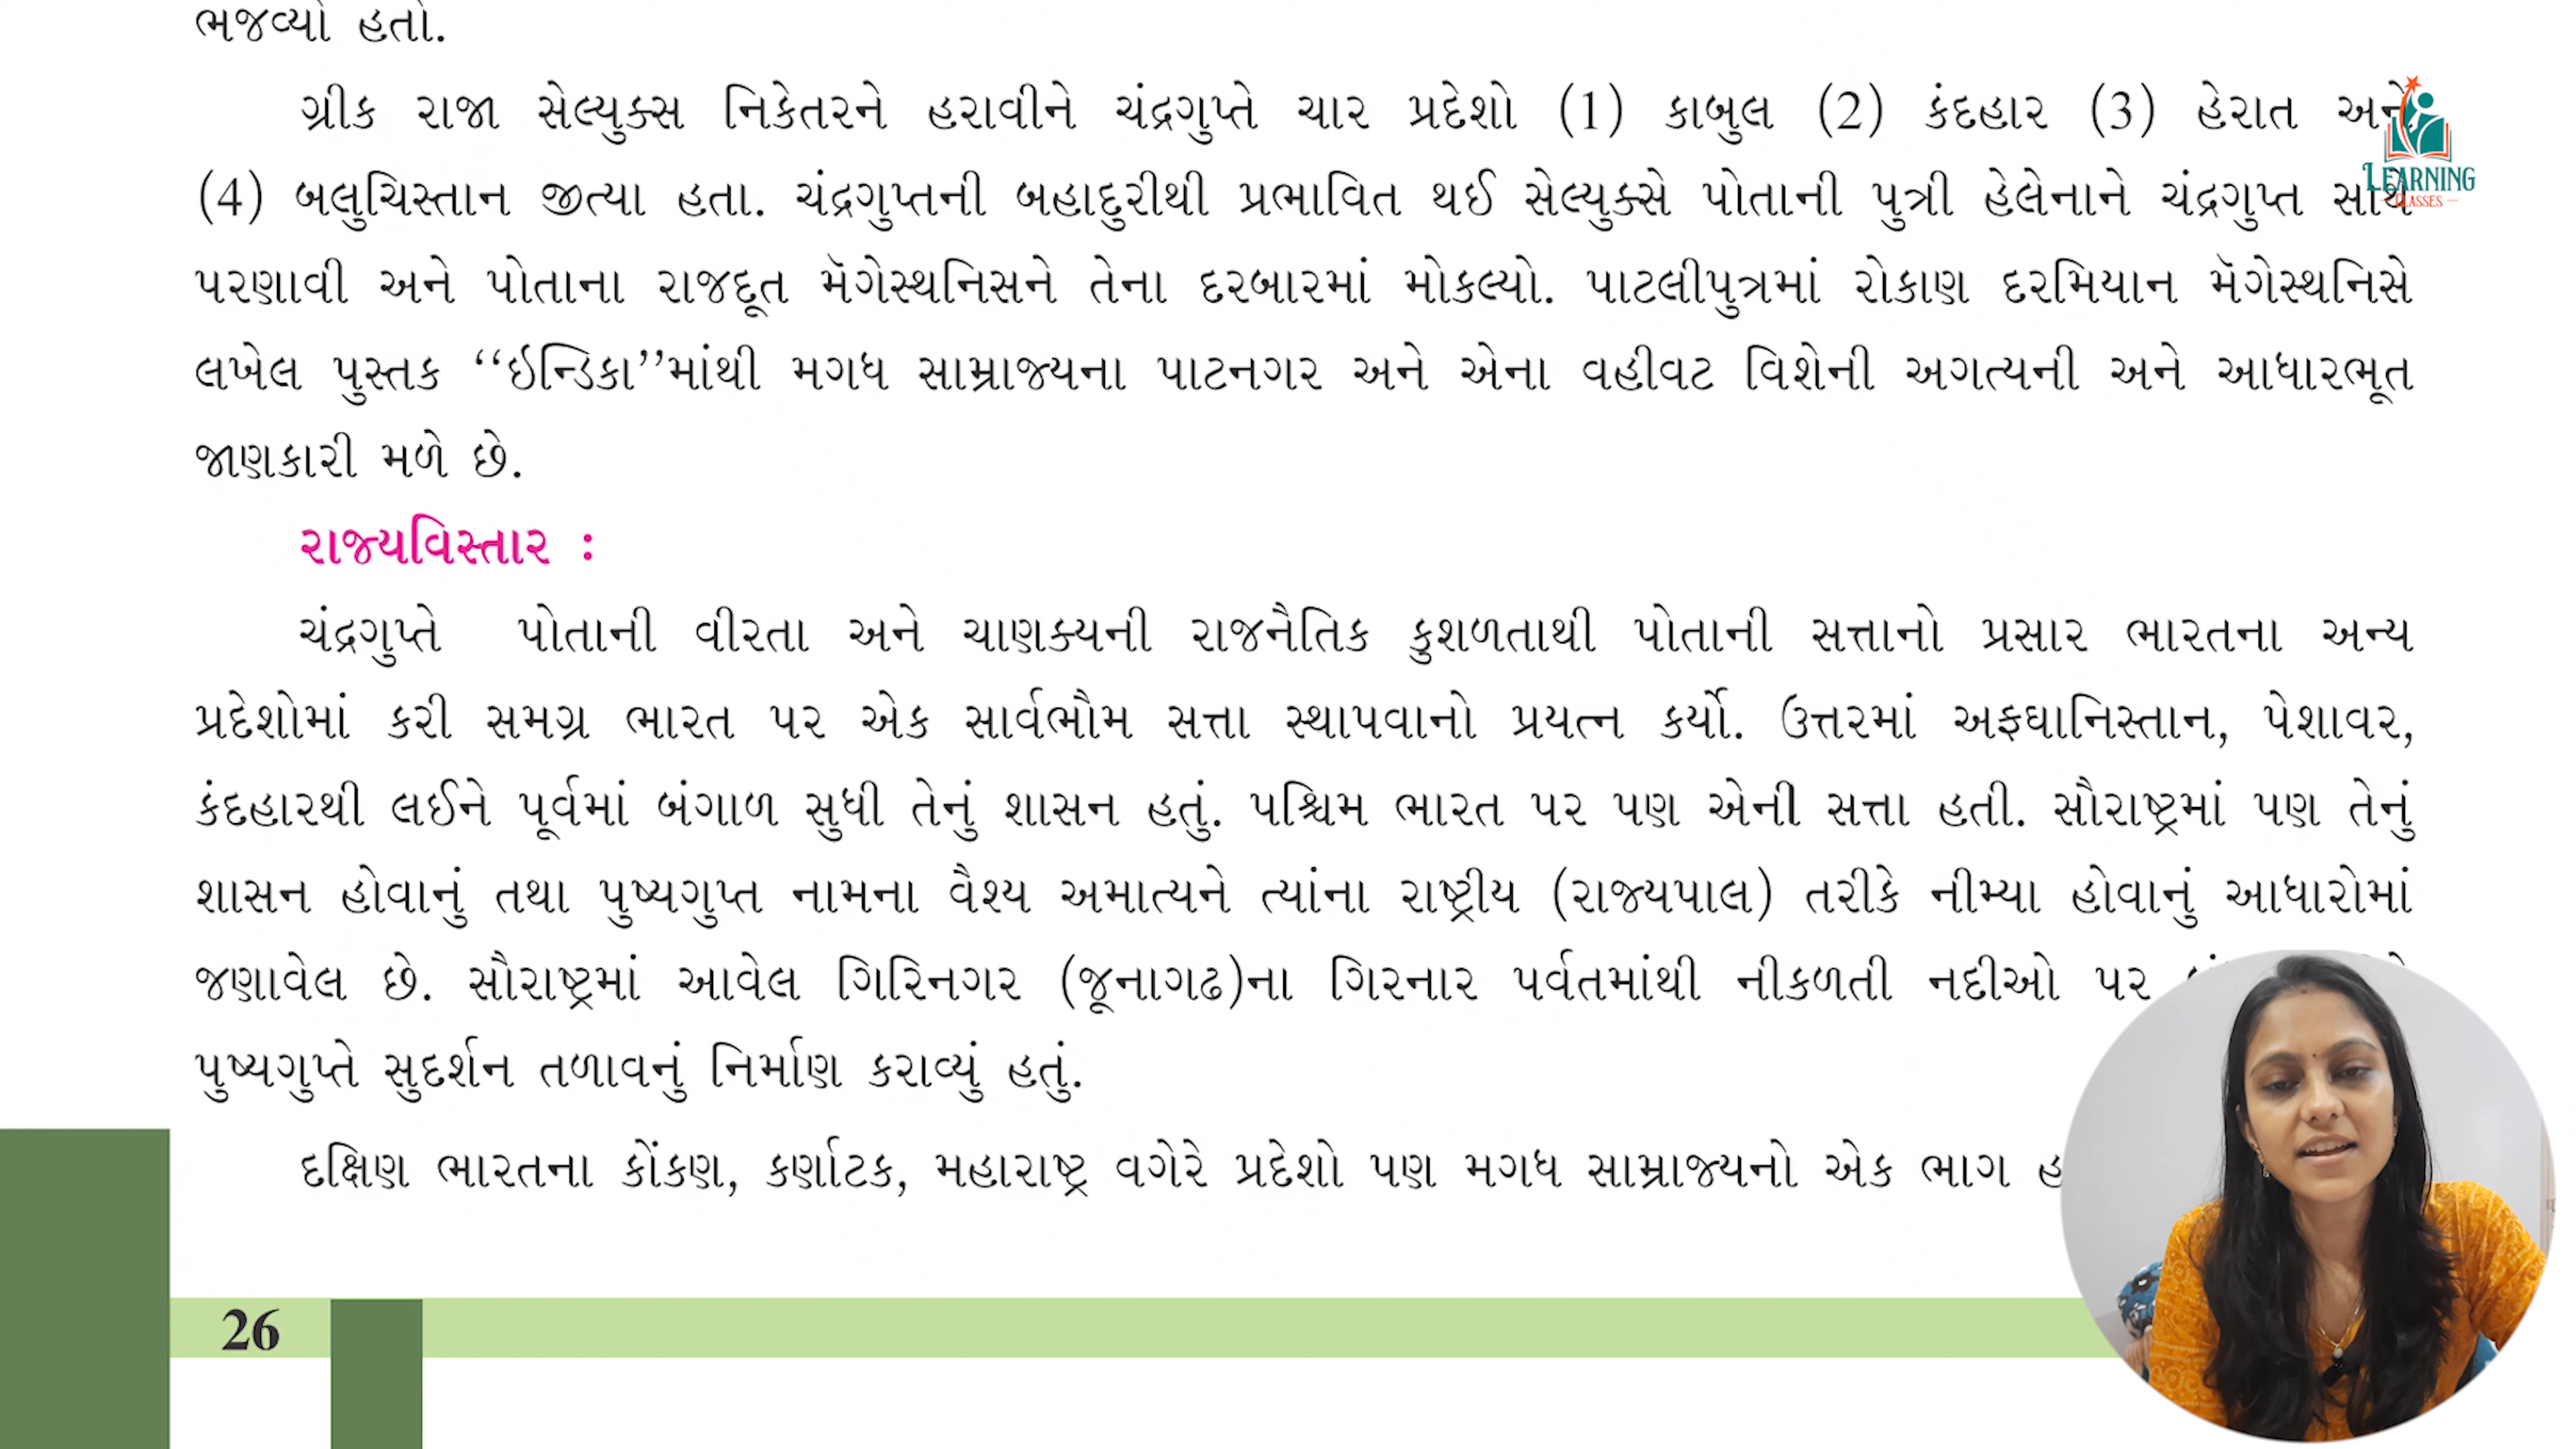 ભજવ્યો હતો.
ગ્રીક રાજા સેલ્યુક્સ નિકેતરને હરાવીને ચંદ્રગુપ્તે ચાર પ્રદેશો (1) કાબુલ (2) કંદહાર (3) હેરાત અને
(4) બલુચિસ્તાન જીત્યા હતા. ચંદ્રગુપ્તની બહાદુરીથી પ્રભાવિત થઈ સેલ્યુક્સે પોતાની પુત્રી હેલેનાને ચંદ્રગુપ્ત સાથે
LEARNING
CLASSES
પરણાવી અને પોતાના રાજદૂત મૅગેસ્થનિસને તેના દરબારમાં મોકલ્યો. પાટલીપુત્રમાં રોકાણ દરમિયાન મૅગેસ્થનિસે
લખેલ પુસ્તક “ઇન્ડિકા”માંથી મગધ સામ્રાજ્યના પાટનગર અને એના વહીવટ વિશેની અગત્યની અને આધારભૂત
જાણકારી મળે છે.
રાજ્યવિસ્તાર :
ચંદ્રગુપ્તે પોતાની વીરતા અને ચાણક્યની રાજનૈતિક કુશળતાથી પોતાની સત્તાનો પ્રસાર ભારતના અન્ય
પ્રદેશોમાં કરી સમગ્ર ભારત પર એક સાર્વભૌમ સત્તા સ્થાપવાનો પ્રયત્ન કર્યો. ઉત્તરમાં અફઘાનિસ્તાન, પેશાવર,
કંદહારથી લઈને પૂર્વમાં બંગાળ સુધી તેનું શાસન હતું. પશ્ચિમ ભારત પર પણ એની સત્તા હતી. સૌરાષ્ટ્રમાં પણ તેનું
શાસન હોવાનું તથા પુષ્યગુપ્ત નામના વૈશ્ય અમાત્યને ત્યાંના રાષ્ટ્રીય (રાજ્યપાલ) તરીકે નીમ્યા હોવાનું આધારોમાં
જણાવેલ છે. સૌરાષ્ટ્રમાં આવેલ ગિરિનગર (જૂનાગઢ)ના ગિરનાર પર્વતમાંથી નીકળતી નદીઓ પર
પુષ્યગુપ્તે સુદર્શન તળાવનું નિર્માણ કરાવ્યું હતું.
દક્ષિણ ભારતના કોંકણ, કર્ણાટક, મહારાષ્ટ્ર વગેરે પ્રદેશો પણ મગધ સામ્રાજ્યનો એક ભાગ
26